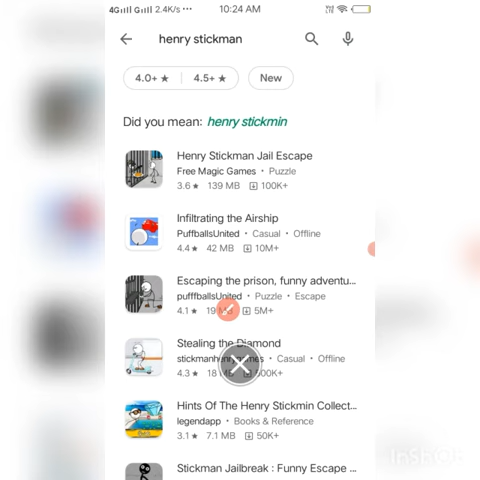 4G G 2.4K/s ••• 10:24 AM
henry stickman
4.0+ ★ 4.5+ ★ New
Did you mean: henry stickmin
Henry Stickman Jail Escape
Free Magic Games • Puzzle
3.6 ★ 139 MB 100K+
Infiltrating the Airship
PuffballsUnited • Casual • Offline
4.4 ★ 42 MB 10M+
Escaping the prison, funny adventu...
pufffballsUnited • Puzzle • Escape
4.1 ★ 19 MB 5M+
Stealing the Diamond
Casual • Offline
4.3 ★ 18 500K+
Hints Of The Henry Stickmin Collect...
legendapp • Books & Reference
3.1 ★ 7.1 MB 50K+
Stickman Jailbreak : Funny Escape ...